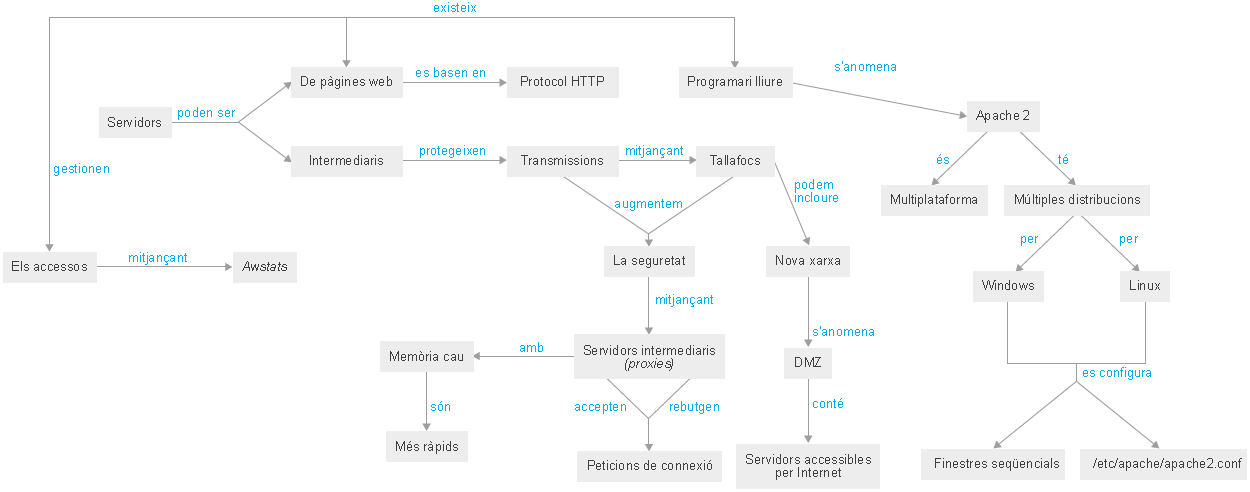 existeix
s'anomena
De pàgines web
es basen en
Protocol HTTP
Programari lliure
Servidors
poden ser
Apache 2
gestionen
Intermediaris
protegeixen
Transmissions
mitjançant
Tallafocs
és
té
podem
incloure
Multiplataforma
Múltiples distribucions
augmentem
per
per
Els accessos
mitjançant
Awstats
La seguretat
Nova xarxa
Windows
Linux
mitjançant
s'anomena
Memòria cau
amb
Servidors intermediaris
(proxies)
DMZ
es configura
són
accepten
rebutgen
conté
Més ràpids
Peticions de connexió
Servidors accessibles
per Internet
Finestres seqüencials
/etc/apache/apache2.conf